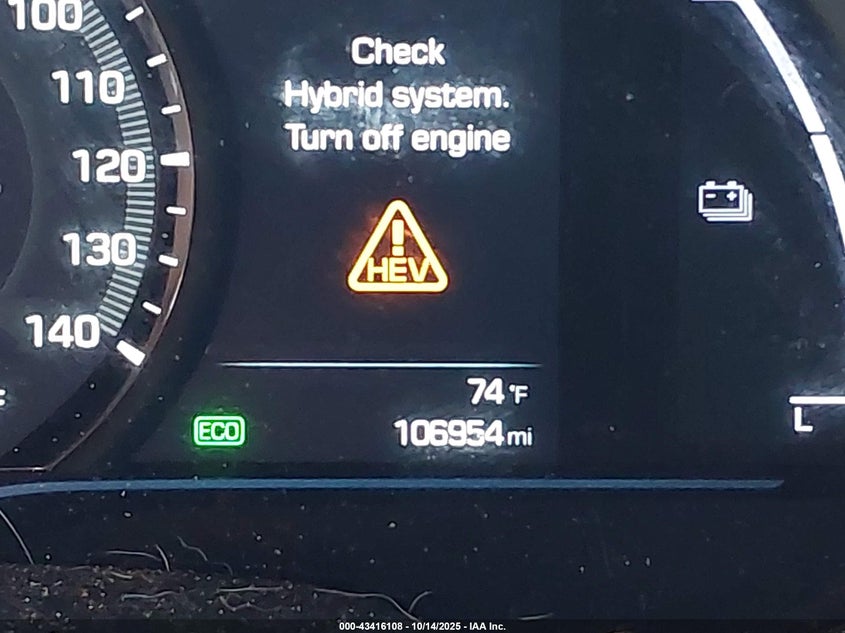 100
110
120
130
140
Check
Hybrid system.
Turn off engine
HEV
74 °F
ECO
106954 mi
L
000-43416108 - 10/14/2025 - IAA Inc.